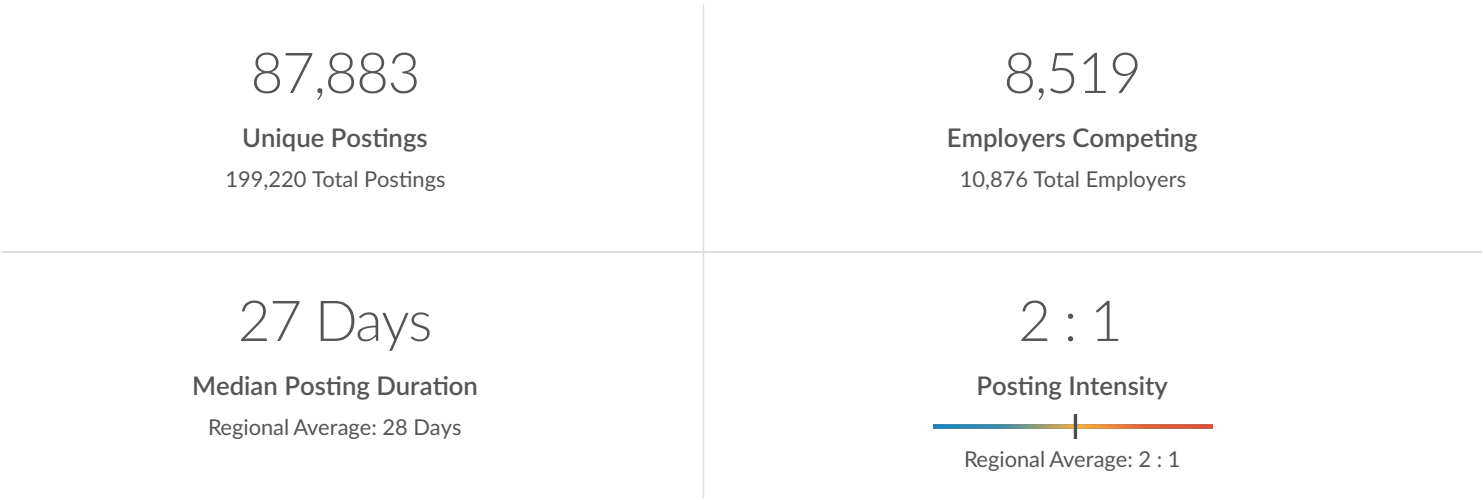 87,883
Unique Postings
199,220 Total Postings
8,519
Employers Competing
10,876 Total Employers
27 Days
Median Posting Duration
Regional Average: 28 Days
2 : 1
Posting Intensity
Regional Average: 2 : 1